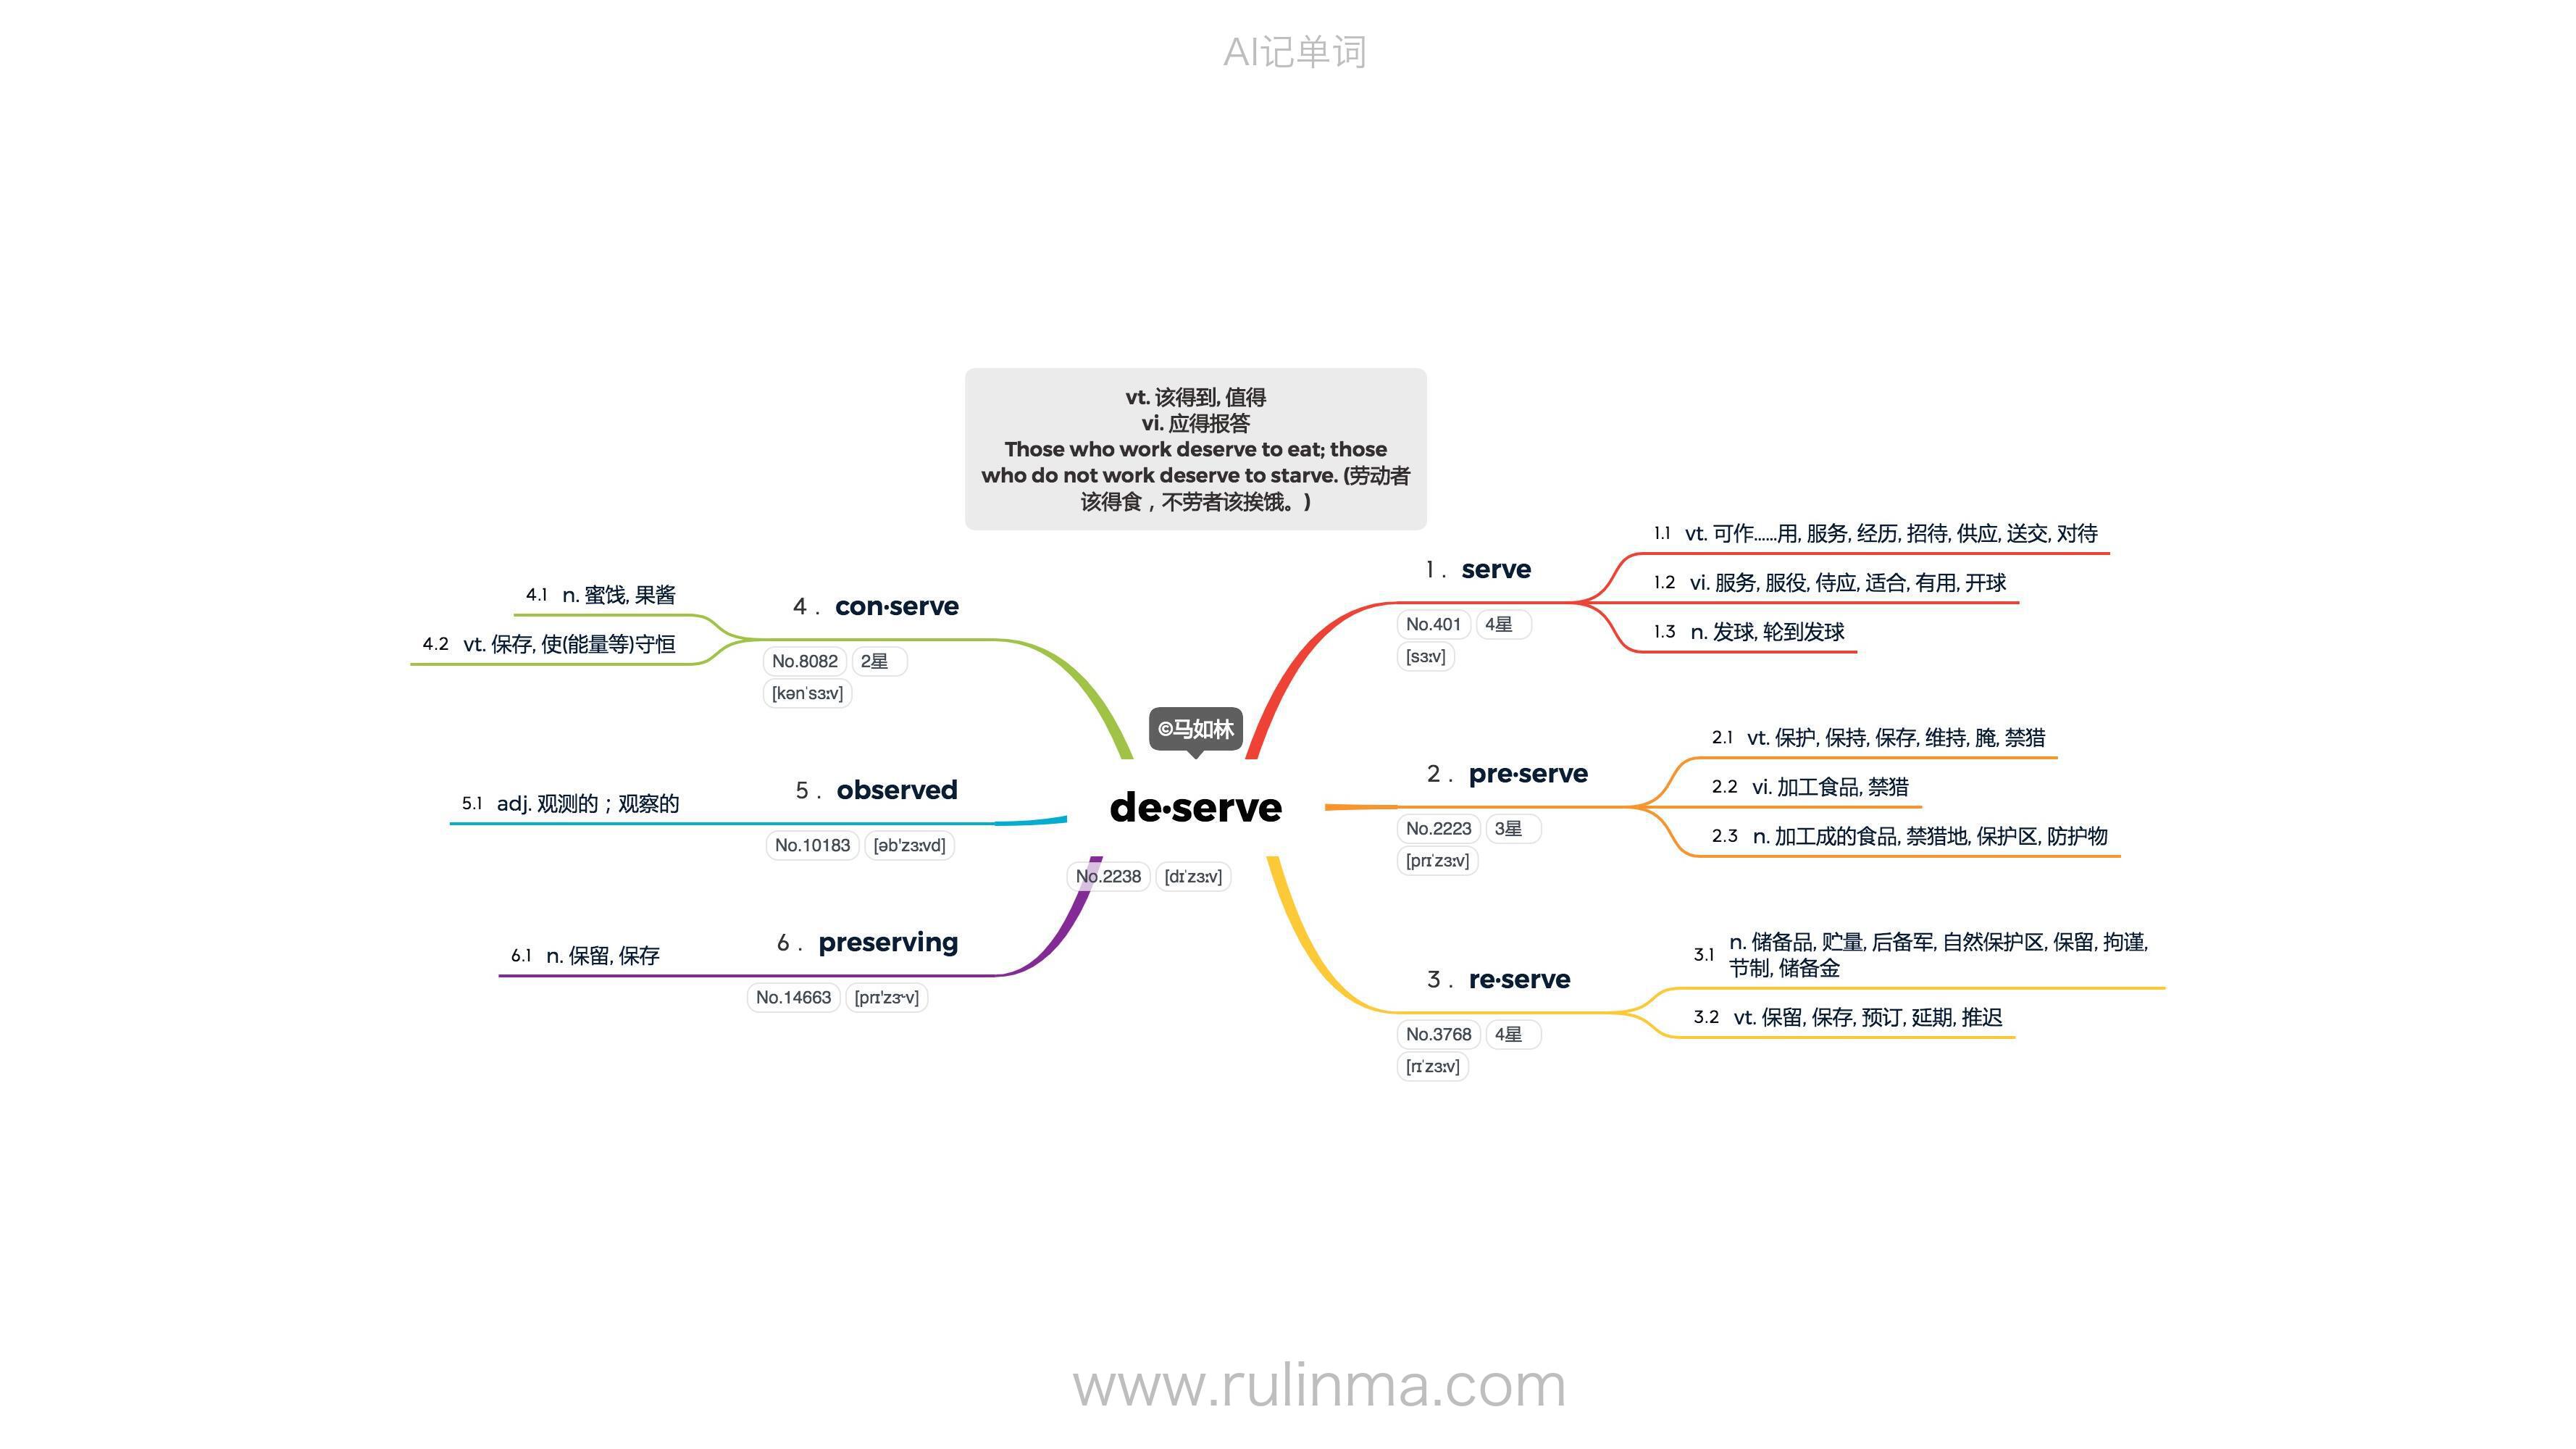 AI记单词
vt. 该得到, 值得
vi. 应得报答
Those who work deserve to eat; those
who do not work deserve to starve. (劳动者
该得食，不劳者该挨饿。)
©马如林
de·serve
No.2238 [dɪˈzɜːv]
1. serve
No.401 4星
[sɜːv]
1.1 vt. 可作……用, 服务, 经历, 招待, 供应, 送交, 对待
1.2 vi. 服务, 服役, 侍应, 适合, 有用, 开球
1.3 n. 发球, 轮到发球
2. pre·serve
No.2223 3星
[prɪˈzɜːv]
2.1 vt. 保护, 保持, 保存, 维持, 腌, 禁猎
2.2 vi. 加工食品, 禁猎
2.3 n. 加工成的食品, 禁猎地, 保护区, 防护物
3. re·serve
No.3768 4星
[rɪˈzɜːv]
3.1 n. 储备品, 贮量, 后备军, 自然保护区, 保留, 拘谨,
节制, 储备金
3.2 vt. 保留, 保存, 预订, 延期, 推迟
4. con·serve
No.8082 2星
[kənˈsɜːv]
4.1 n. 蜜饯, 果酱
4.2 vt. 保存, 使(能量等)守恒
5. observed
No.10183 [əb'zɜːvd]
5.1 adj. 观测的；观察的
6. preserving
No.14663 [prɪ'zɝv]
6.1 n. 保留, 保存
www.rulinma.com